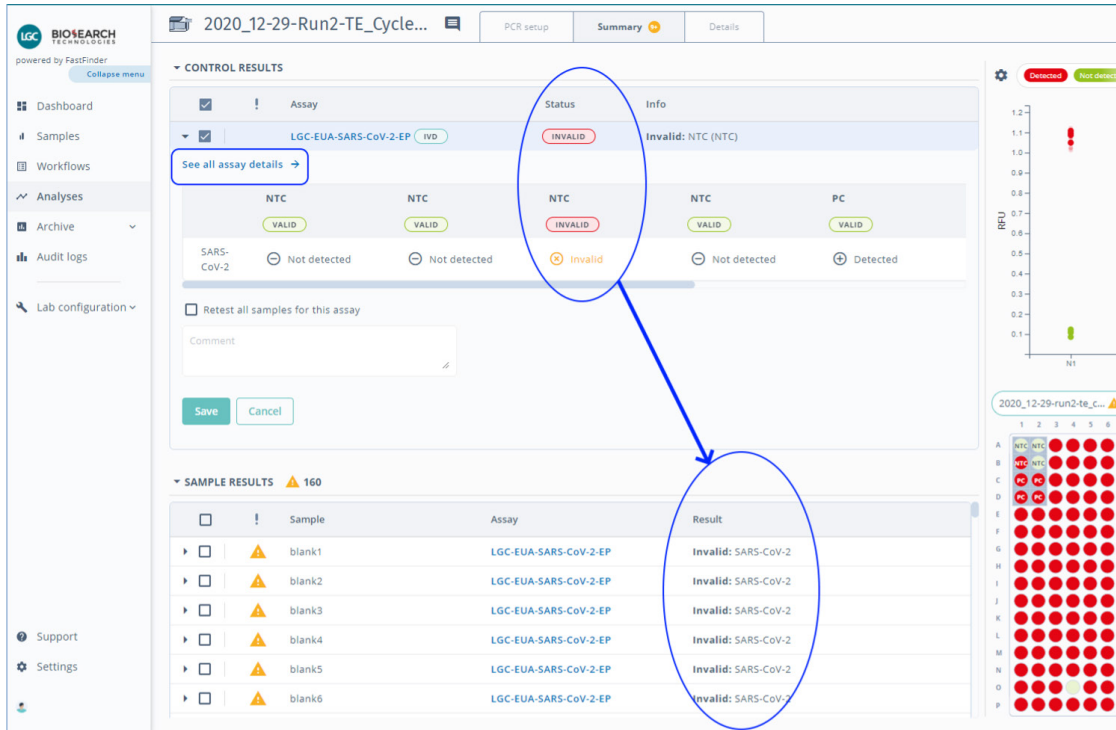 LGC BIOSEARCH
TECHNOLOGIES
powered by FastFinder
Collapse menu
Dashboard
Samples
Workflows
Analyses
Archive
Audit logs
Lab configuration
Support
Settings
2020_12-29-Run2-TE_Cycle...
PCR setup
Summary 9+
Details
CONTROL RESULTS
! Assay Status Info
LGC-EUA-SARS-CoV-2-EP IVD INVALID Invalid: NTC (NTC)
See all assay details →
NTC NTC NTC NTC PC
VALID VALID INVALID VALID VALID
SARS-
CoV-2
Not detected Not detected Invalid Not detected Detected
Retest all samples for this assay
Comment
Save Cancel
SAMPLE RESULTS 160
! Sample Assay Result
blank1 LGC-EUA-SARS-CoV-2-EP Invalid: SARS-CoV-2
blank2 LGC-EUA-SARS-CoV-2-EP Invalid: SARS-CoV-2
blank3 LGC-EUA-SARS-CoV-2-EP Invalid: SARS-CoV-2
blank4 LGC-EUA-SARS-CoV-2-EP Invalid: SARS-CoV-2
blank5 LGC-EUA-SARS-CoV-2-EP Invalid: SARS-CoV-2
blank6 LGC-EUA-SARS-CoV-2-EP Invalid: SARS-CoV-2
Detected Not detec
RFU
1.2
1.1
1.0
0.9
0.8
0.7
0.6
0.5
0.4
0.3
0.2
0.1
N1
2020_12-29-run2-te_c...
1 2 3 4 5 6
A NTC NTC
B NTC NTC
C PC PC
D PC PC
E
F
G
H
I
J
K
L
M
N
O
P